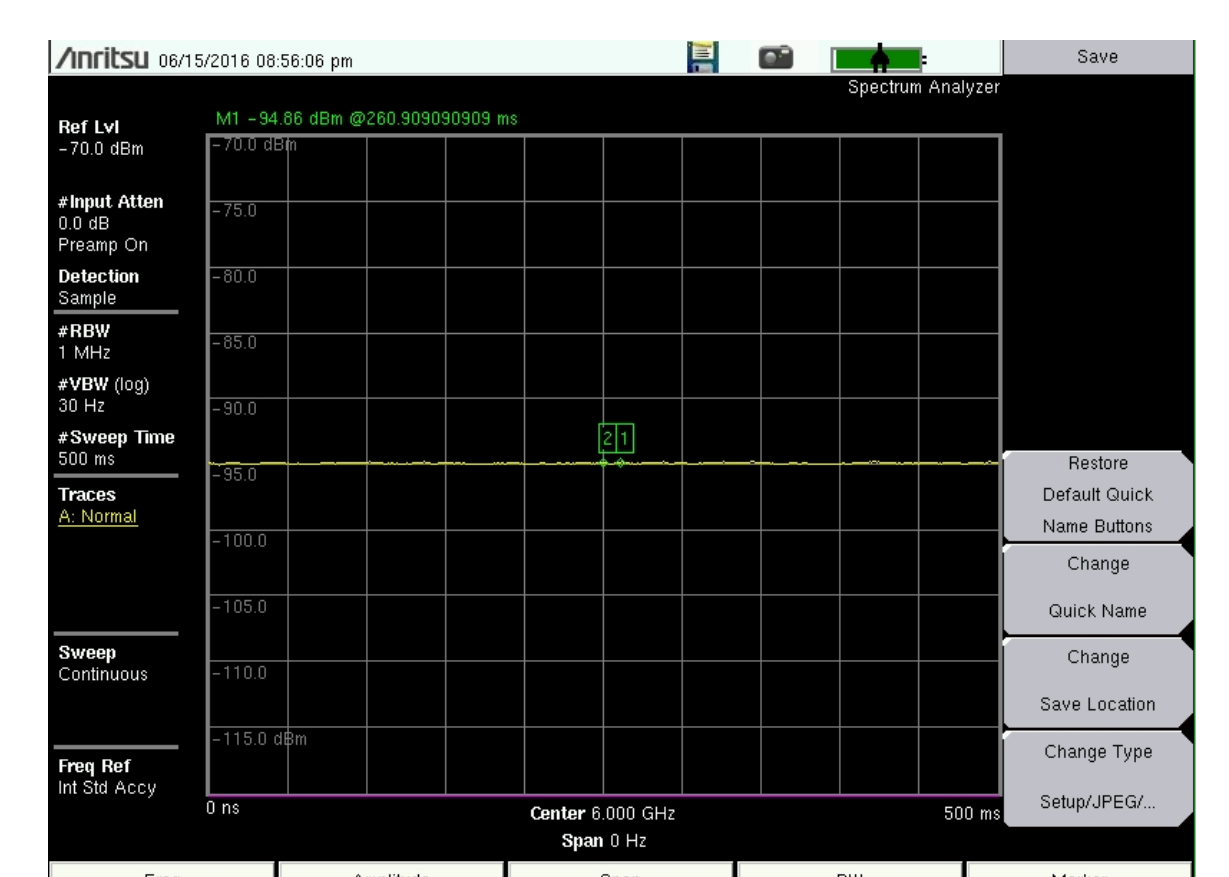 Anritsu 06/15/2016 08:56:06 pm
Save
Spectrum Analyzer
M1 -94.86 dBm @260.909090909 ms
Ref Lvl
-70.0 dBm
#Input Atten
0.0 dB
Preamp On
Detection
Sample
#RBW
1 MHz
#VBW (log)
30 Hz
#Sweep Time
500 ms
Traces
A: Normal
Sweep
Continuous
Freq Ref
Int Std Accy
-70.0 dBm
-75.0
-80.0
-85.0
-90.0
2 1
-95.0
-100.0
-105.0
-110.0
-115.0 dBm
0 ns
Center 6.000 GHz
500 ms
Span 0 Hz
Restore
Default Quick
Name Buttons
Change
Quick Name
Change
Save Location
Change Type
Setup/JPEG/...